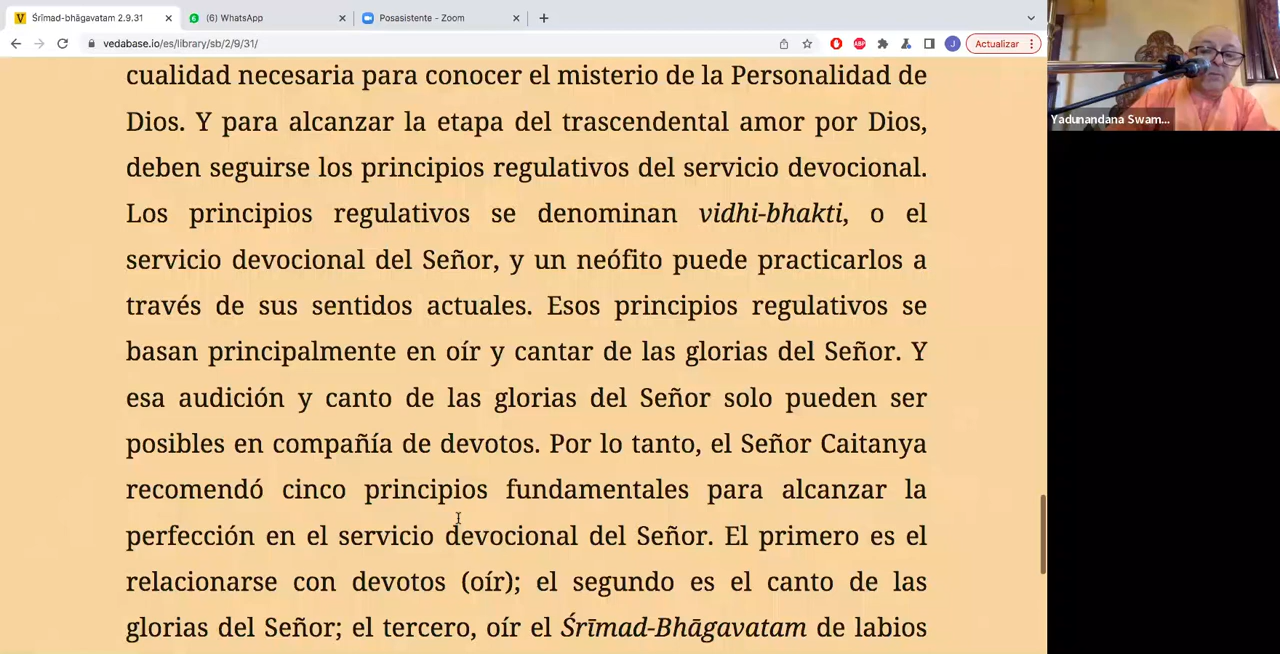 Śrīmad-bhāgavatam 2.9.31
(6) WhatsApp
Posasistente - Zoom
vedabase.io/es/library/sb/2/9/31/
ABP
J
Actualizar
Yadunandana Swam...
cualidad necesaria para conocer el misterio de la Personalidad de
Dios. Y para alcanzar la etapa del trascendental amor por Dios,
deben seguirse los principios regulativos del servicio devocional.
Los principios regulativos se denominan vidhi-bhakti, o el
servicio devocional del Señor, y un neófito puede practicarlos a
través de sus sentidos actuales. Esos principios regulativos se
basan principalmente en oír y cantar de las glorias del Señor. Y
esa audición y canto de las glorias del Señor solo pueden ser
posibles en compañía de devotos. Por lo tanto, el Señor Caitanya
recomendó cinco principios fundamentales para alcanzar la
perfección en el servicio devocional del Señor. El primero es el
relacionarse con devotos (oír); el segundo es el canto de las
glorias del Señor; el tercero, oír el Śrīmad-Bhāgavatam de labios